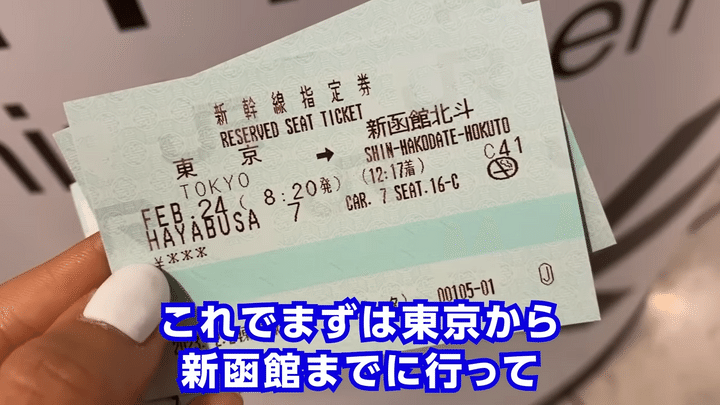 新幹線指定券
RESERVED SEAT TICKET
東京 → 新函館北斗
TOKYO SHIN-HAKODATE-HOKUTO
FEB.24 ( 8:20発) (12:17着) C41
HAYABUSA 7 CAR. 7 SEAT.16-C
¥***
00105-01
これでまずは東京から
新函館までに行って